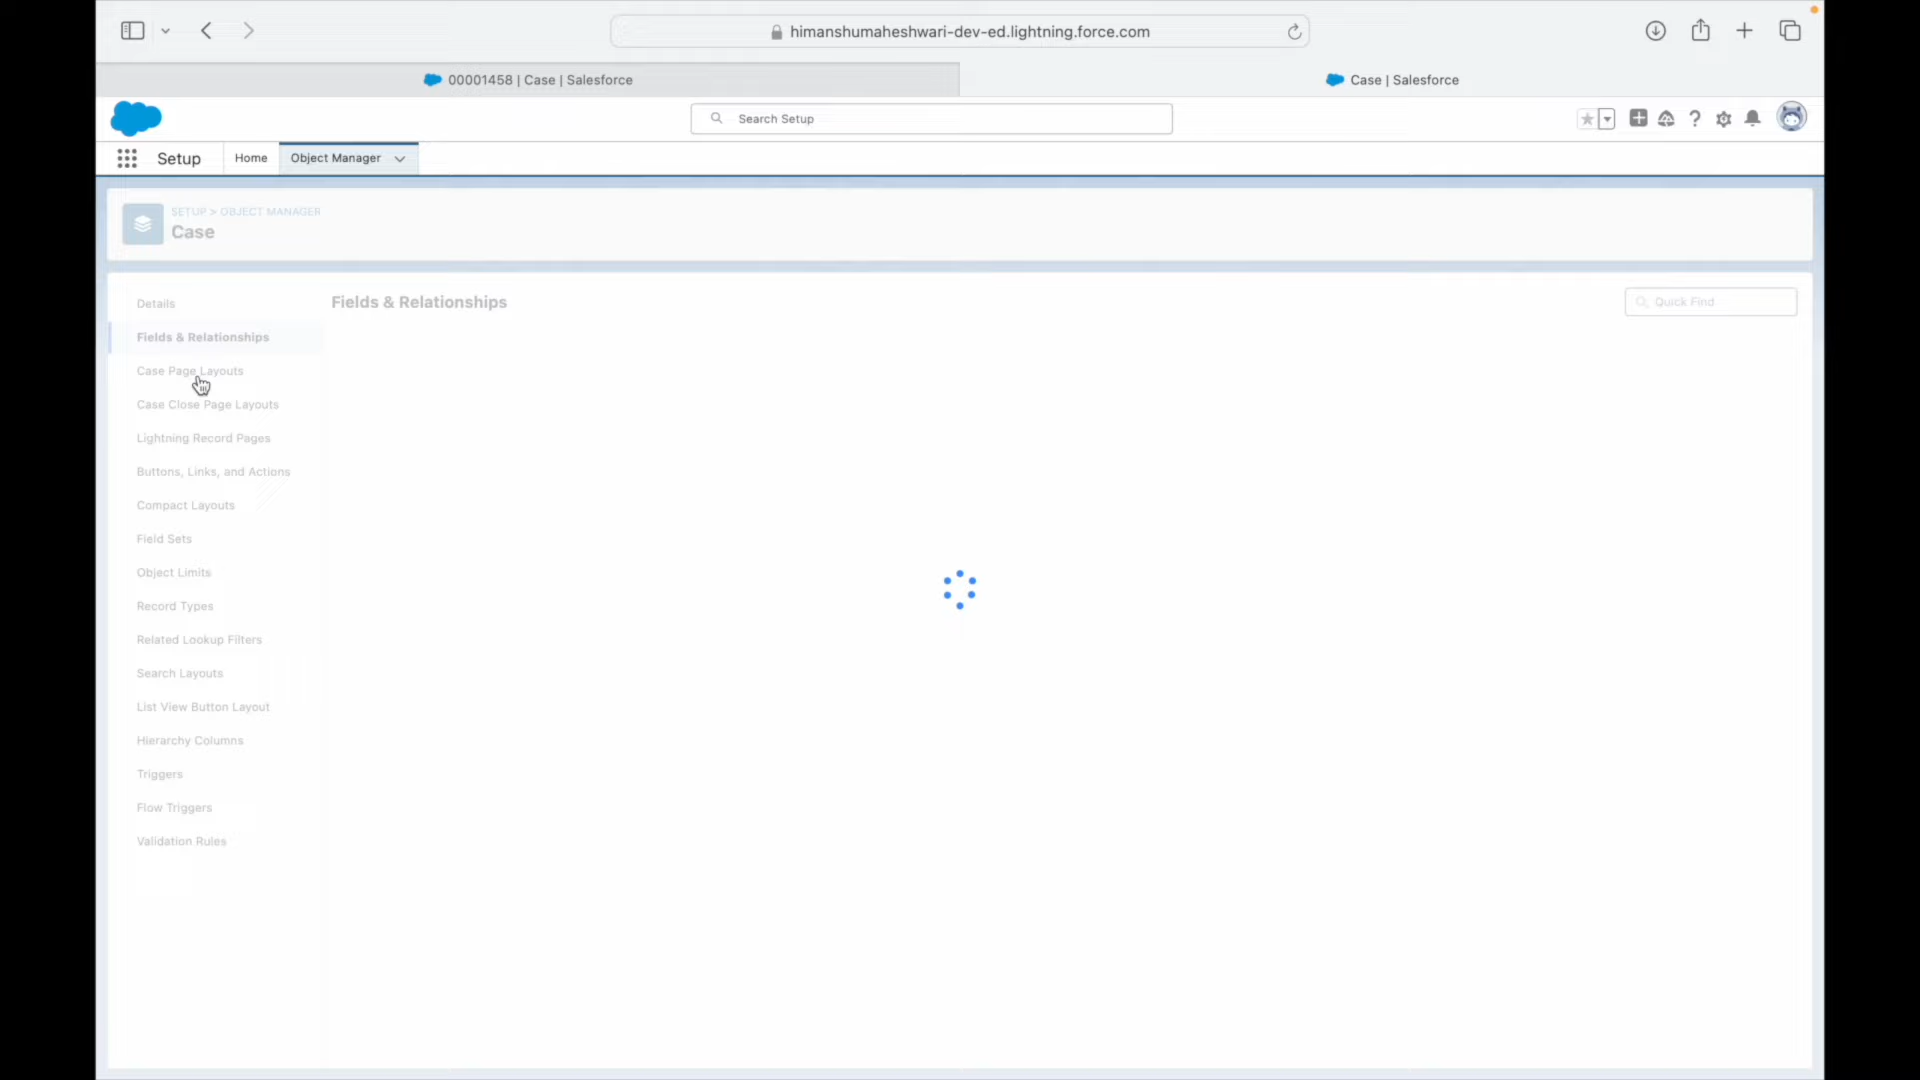 himanshumaheshwari-dev-ed.lightning.force.com
00001458 | Case | Salesforce
Case | Salesforce
Search Setup
Setup
Home
Object Manager
SETUP > OBJECT MANAGER
Case
Details
Fields & Relationships
Quick Find
Fields & Relationships
Case Page Layouts
Case Close Page Layouts
Lightning Record Pages
Buttons, Links, and Actions
Compact Layouts
Field Sets
Object Limits
Record Types
Related Lookup Filters
Search Layouts
List View Button Layout
Hierarchy Columns
Triggers
Flow Triggers
Validation Rules